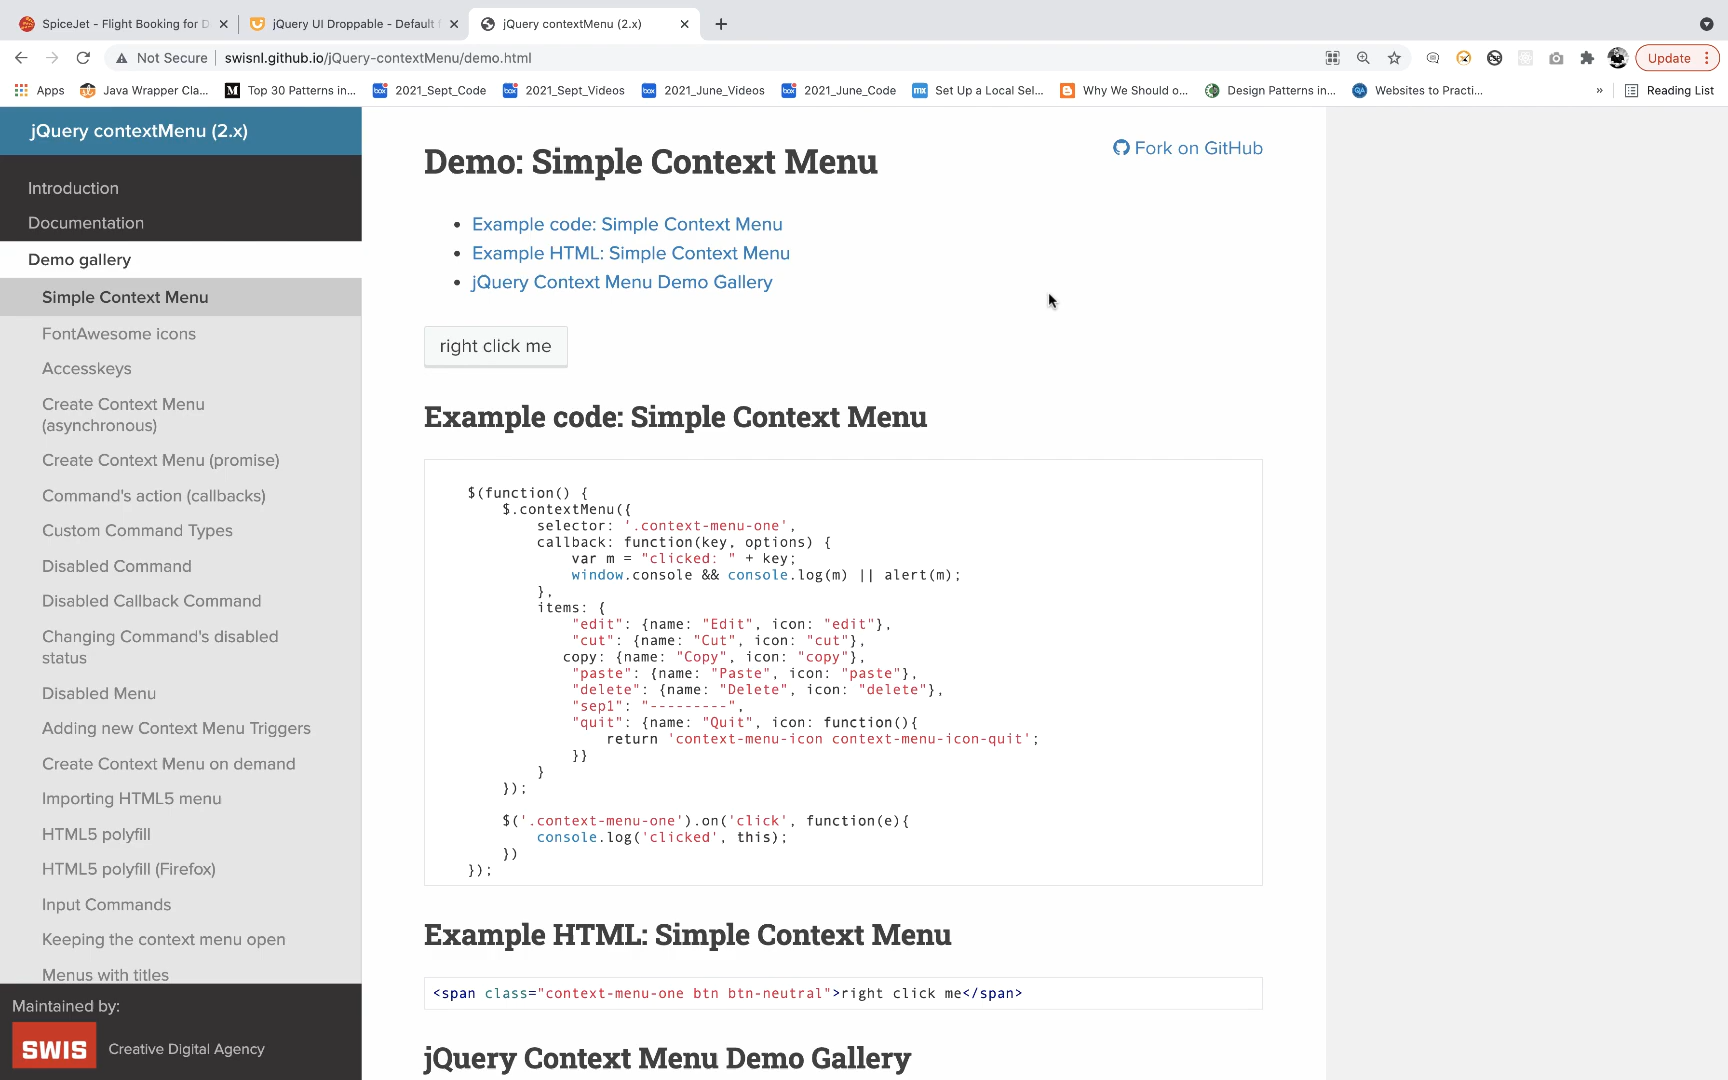 SpiceJet - Flight Booking for D
jQuery UI Droppable - Default f
jQuery contextMenu (2.x)
Not Secure
swisnl.github.io/jQuery-contextMenu/demo.html
Update
Apps
Java Wrapper Cla...
Top 30 Patterns in...
2021_Sept_Code
2021_Sept_Videos
2021_June_Videos
2021_June_Code
Set Up a Local Sel...
Why We Should o...
Design Patterns in...
Websites to Practi...
»
Reading List
jQuery contextMenu (2.x)
Introduction
Documentation
Demo gallery
Simple Context Menu
FontAwesome icons
Accesskeys
Create Context Menu
(asynchronous)
Create Context Menu (promise)
Command's action (callbacks)
Custom Command Types
Disabled Command
Disabled Callback Command
Changing Command's disabled
status
Disabled Menu
Adding new Context Menu Triggers
Create Context Menu on demand
Importing HTML5 menu
HTML5 polyfill
HTML5 polyfill (Firefox)
Input Commands
Keeping the context menu open
Menus with titles
Maintained by:
SWIS
Creative Digital Agency
Demo: Simple Context Menu
Fork on GitHub
• Example code: Simple Context Menu
• Example HTML: Simple Context Menu
• jQuery Context Menu Demo Gallery
right click me
Example code: Simple Context Menu
$(function() {
    $.contextMenu({
        selector: '.context-menu-one',
        callback: function(key, options) {
            var m = "clicked: " + key;
            window.console && console.log(m) || alert(m);
        },
        items: {
            "edit": {name: "Edit", icon: "edit"},
            "cut": {name: "Cut", icon: "cut"},
           copy: {name: "Copy", icon: "copy"},
            "paste": {name: "Paste", icon: "paste"},
            "delete": {name: "Delete", icon: "delete"},
            "sep1": "---------",
            "quit": {name: "Quit", icon: function(){
                return 'context-menu-icon context-menu-icon-quit';
            }}
        }
    });
    $('.context-menu-one').on('click', function(e){
        console.log('clicked', this);
    })
});
Example HTML: Simple Context Menu
<span class="context-menu-one btn btn-neutral">right click me</span>
jQuery Context Menu Demo Gallery